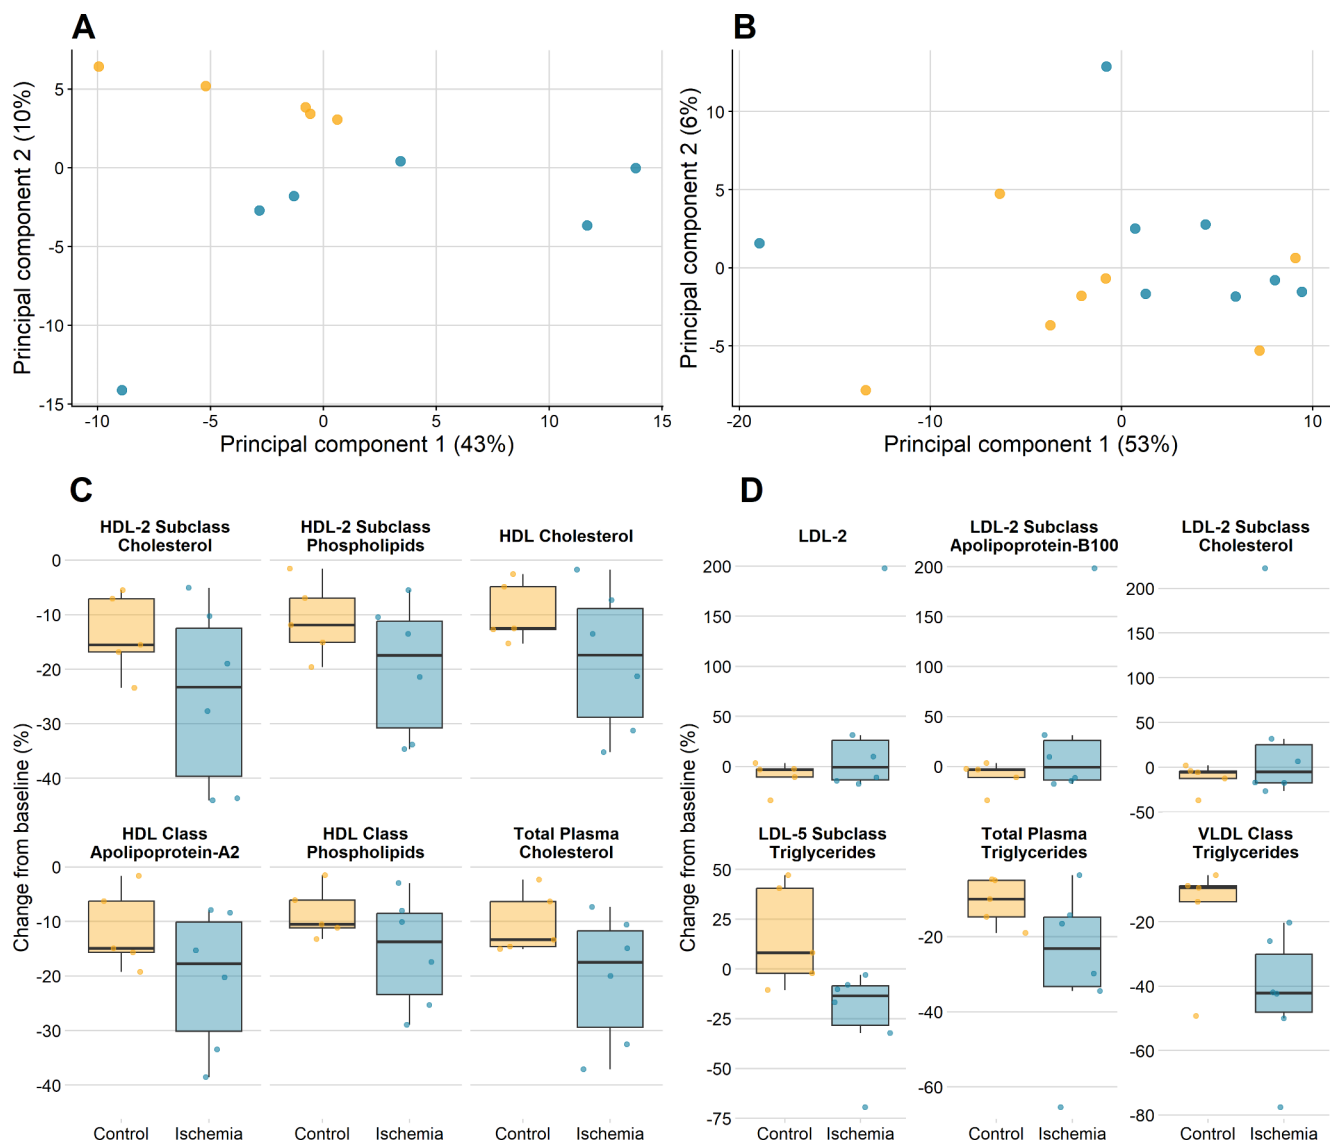 A
Principal component 2 (10%)
5
0
-5
-10
-15
-10
-5
0
5
10
15
Principal component 1 (43%)
B
Principal component 2 (6%)
10
5
0
-5
-20
-10
0
10
Principal component 1 (53%)
C
Change from baseline (%)
HDL-2 Subclass
Cholesterol
HDL-2 Subclass
Phospholipids
HDL Cholesterol
0
-10
-20
-30
-40
HDL Class
Apolipoprotein-A2
HDL Class
Phospholipids
Total Plasma
Cholesterol
0
-10
-20
-30
-40
Control
Ischemia
Control
Ischemia
Control
Ischemia
D
Change from baseline (%)
LDL-2
200
150
100
50
0
LDL-2 Subclass
Apolipoprotein-B100
200
150
100
50
0
LDL-2 Subclass
Cholesterol
200
150
100
50
0
-50
LDL-5 Subclass
Triglycerides
50
25
0
-25
-50
-75
Total Plasma
Triglycerides
-20
-40
-60
VLDL Class
Triglycerides
-20
-40
-60
-80
Control
Ischemia
Control
Ischemia
Control
Ischemia